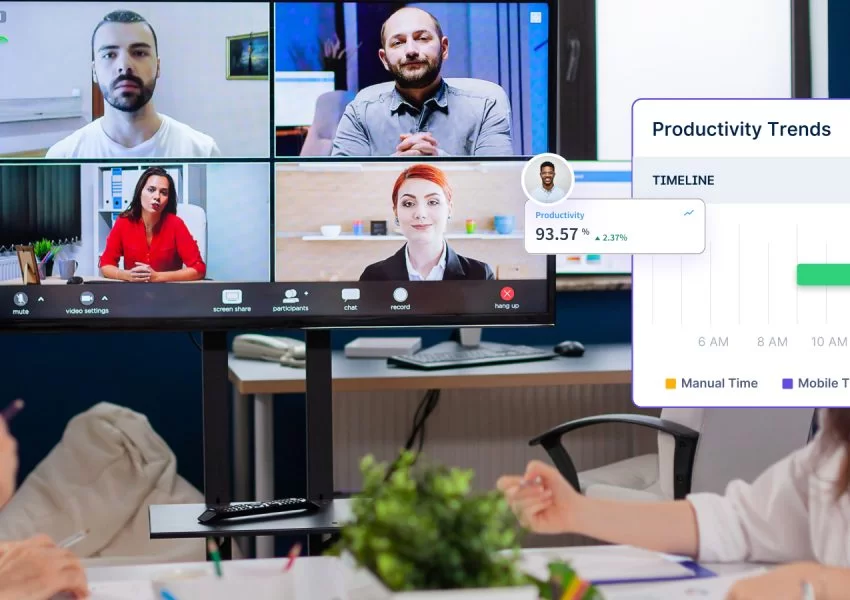 Productivity Trends
TIMELINE
Productivity
93.57 %
▲ 2.37%
6 AM 8 AM 10 AM
Manual Time
Mobile T
mute
video settings
screen share
participants
chat
record
hang up